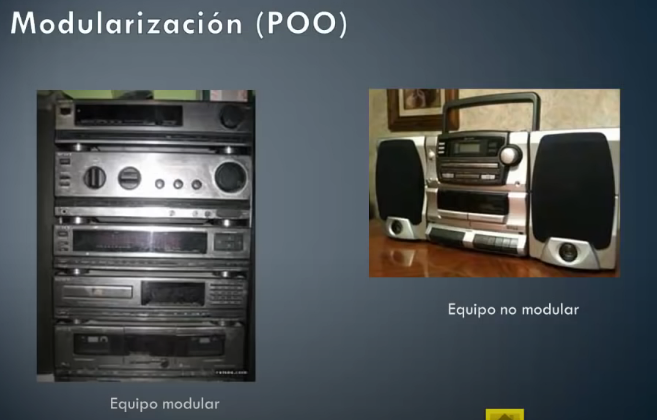 Modularización (POO)
Equipo no modular
Equipo modular